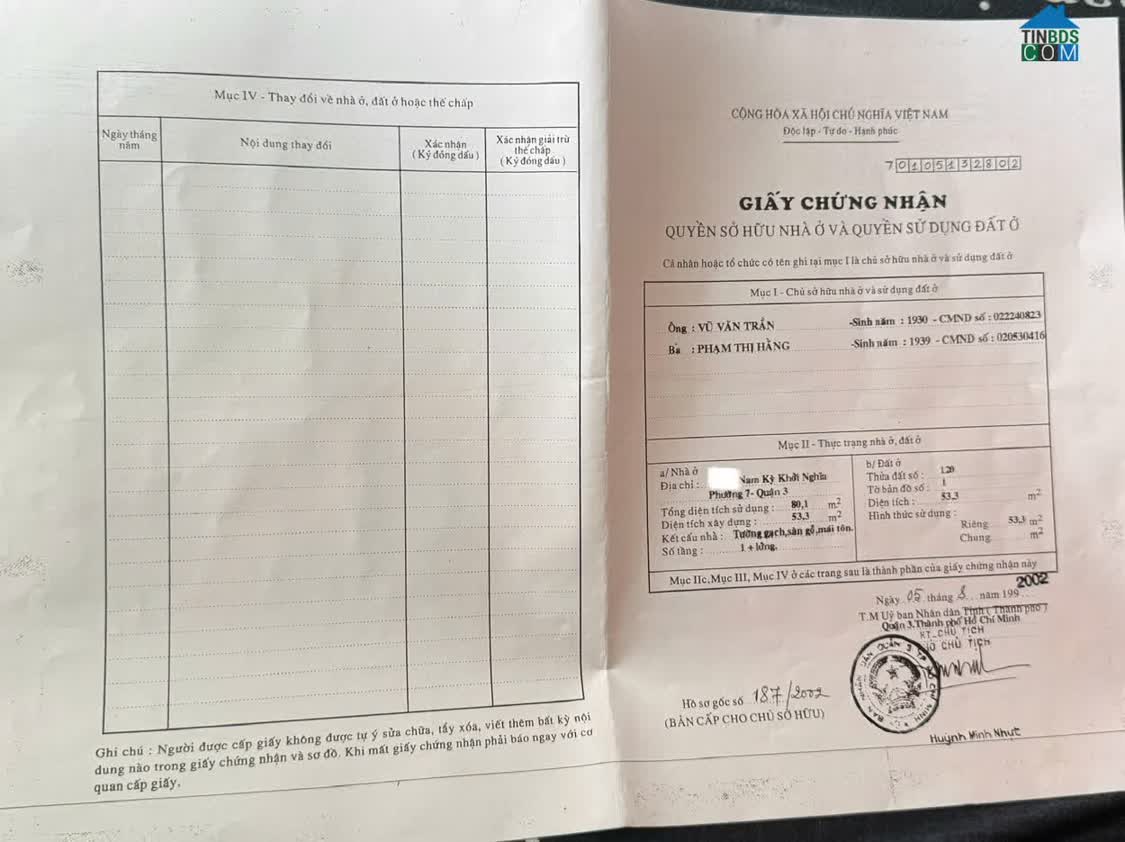 TINBDS
COM
Mục IV - Thay đổi về nhà ở, đất ở hoặc thế chấp
Ngày tháng năm
Nội dung thay đổi
Xác nhận
(Ký đóng dấu)
Xác nhận giải trừ
thế chấp
(Ký đóng dấu)
Ghi chú : Người được cấp giấy không được tự ý sửa chữa, tẩy xóa, viết thêm bất kỳ nội
dung nào trong giấy chứng nhận và sơ đồ. Khi mất giấy chứng nhận phải báo ngay với cơ
quan cấp giấy.
CỘNG HÒA XÃ HỘI CHỦ NGHĨA VIỆT NAM
Độc lập - Tự do - Hạnh phúc
7 0 1 0 5 1 3 2 8 0 2
GIẤY CHỨNG NHẬN
QUYỀN SỞ HỮU NHÀ Ở VÀ QUYỀN SỬ DỤNG ĐẤT Ở
Cá nhân hoặc tổ chức có tên ghi tại mục I là chủ sở hữu nhà ở và sử dụng đất ở
Mục I - Chủ sở hữu nhà ở và sử dụng đất ở
Ông : VŨ VĂN TRẦN -Sinh năm : 1930 - CMND số : 022240823
Bà : PHẠM THỊ HẰNG -Sinh năm : 1939 - CMND số : 020530416
Mục II - Thực trạng nhà ở, đất ở
a/ Nhà ở
Địa chỉ : Nam Kỳ Khởi Nghĩa
Phường 7- Quận 3
Tổng diện tích sử dụng : 80,1 m2
Diện tích xây dựng : 53,3 m2
Kết cấu nhà : Tường gạch,sàn gỗ,mái tôn.
Số tầng : 1 + lửng.
b/ Đất ở
Thửa đất số : 120
Tờ bản đồ số : 1
Diện tích : 53,3 m2
Hình thức sử dụng :
Riêng 53,3 m2
Chung m2
Mục IIc,Mục III, Mục IV ở các trang sau là thành phần của giấy chứng nhận này
2002
Ngày 05 tháng 8 năm 199
T.M Uỷ ban Nhân dân Tỉnh ( Thành phố )
Quận 3.Thành phố Hồ Chí Minh
KT_CHỦ TỊCH
CHỦ TỊCH
Hồ sơ gốc số 187/2002
(BẢN CẤP CHO CHỦ SỞ HỮU)
Huỳnh Minh Nhựt